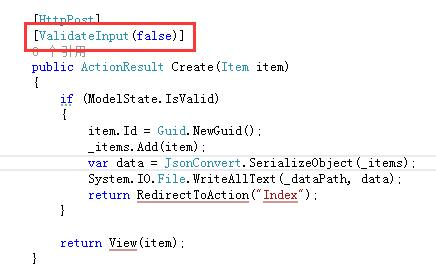 [HttpPost]
[ValidateInput(false)]
0 个引用
public ActionResult Create(Item item)
{
if (ModelState.IsValid)
{
item.Id = Guid.NewGuid();
_items.Add(item);
var data = JsonConvert.SerializeObject(_items);
System.IO.File.WriteAllText(_dataPath, data);
return RedirectToAction("Index");
}
return View(item);
}